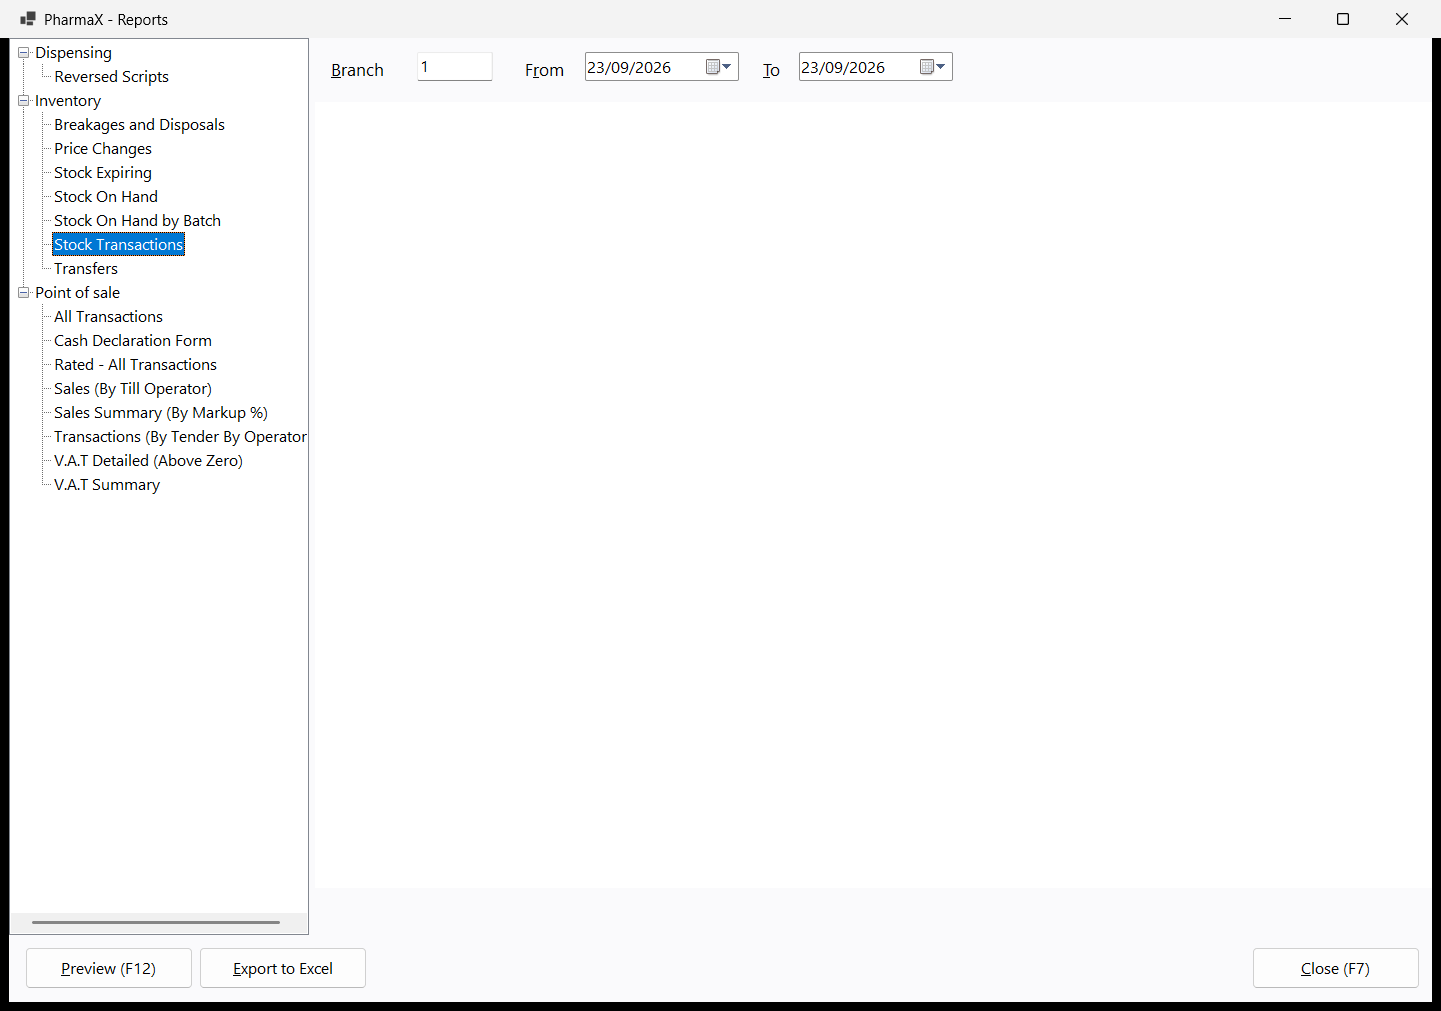 PharmaX - Reports
Dispensing
Reversed Scripts
Inventory
Breakages and Disposals
Price Changes
Stock Expiring
Stock On Hand
Stock On Hand by Batch
Stock Transactions
Transfers
Point of sale
All Transactions
Cash Declaration Form
Rated - All Transactions
Sales (By Till Operator)
Sales Summary (By Markup %)
Transactions (By Tender By Operator
V.A.T Detailed (Above Zero)
V.A.T Summary
Branch 1 From 23/09/2026 To 23/09/2026
Preview (F12) Export to Excel Close (F7)